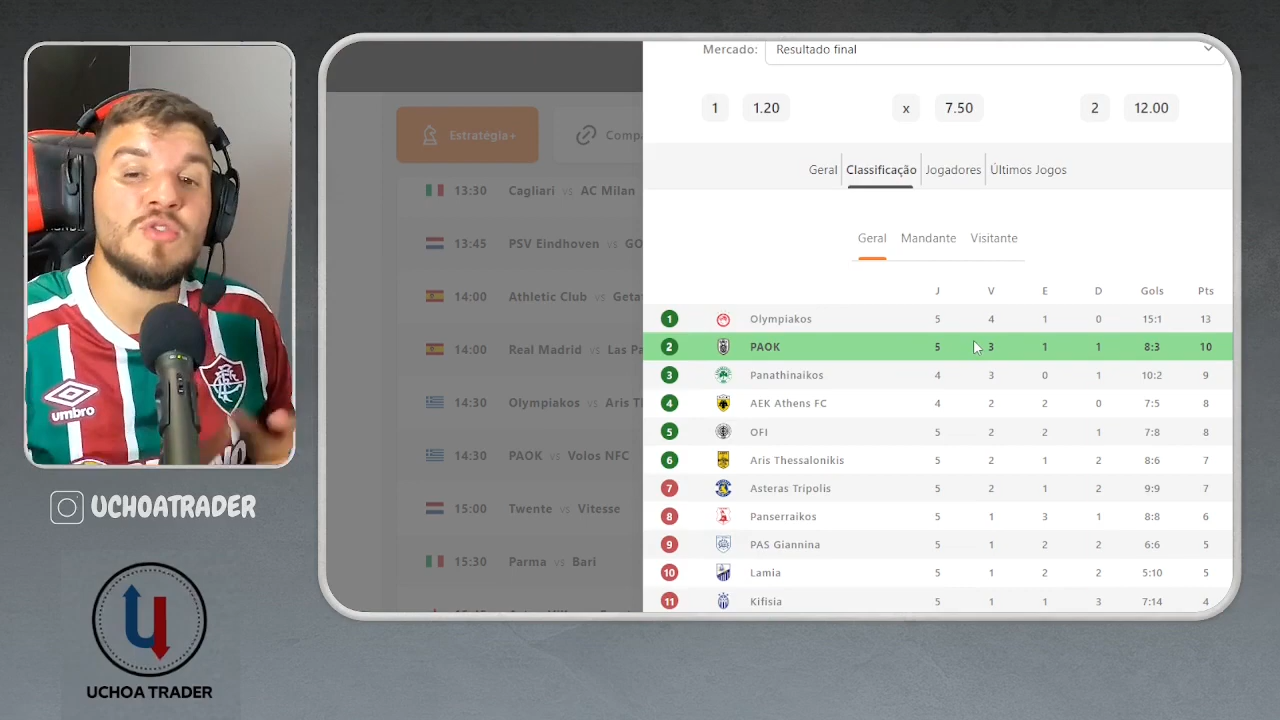 Mercado: Resultado final
1 1.20 x 7.50 2 12.00
Estratégia+
Geral Classificação Jogadores Últimos Jogos
Geral Mandante Visitante
J V E D Gols Pts
1 Olympiakos 5 4 1 0 15:1 13
2 PAOK 5 3 1 1 8:3 10
3 Panathinaikos 4 3 0 1 10:2 9
4 AEK Athens FC 4 2 2 0 7:5 8
5 OFI 5 2 2 1 7:8 8
6 Aris Thessalonikis 5 2 1 2 8:6 7
7 Asteras Tripolis 5 2 1 2 9:9 7
8 Panserraikos 5 1 3 1 8:8 6
9 PAS Giannina 5 1 2 2 6:6 5
10 Lamia 5 1 2 2 5:10 5
11 Kifisia 5 1 1 3 7:14 4
13:30 Cagliari vs AC Milan
13:45 PSV Eindhoven vs GO
14:00 Athletic Club vs Geta
14:00 Real Madrid vs Las Pa
14:30 Olympiakos vs Aris T
14:30 PAOK vs Volos NFC
15:00 Twente vs Vitesse
15:30 Parma vs Bari
umbro
UCHOATRADER
UCHOA TRADER